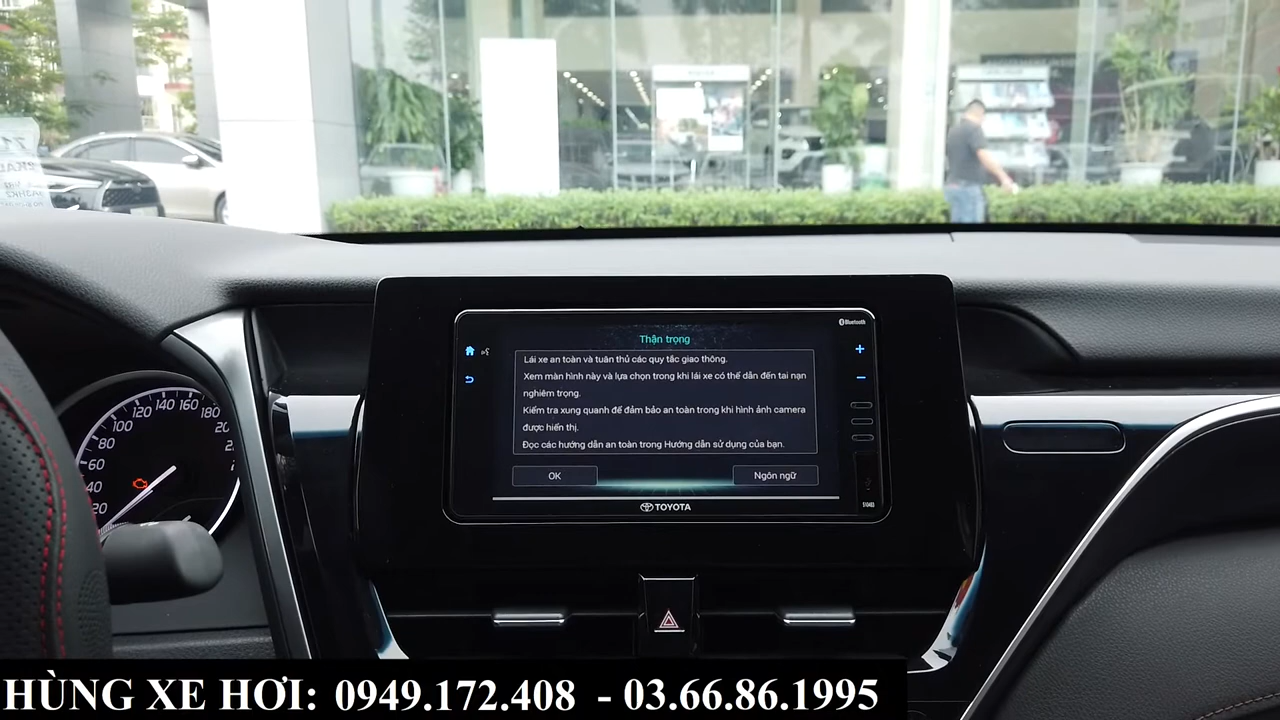 Bluetooth
Thận trọng
Lái xe an toàn và tuân thủ các quy tắc giao thông.
Xem màn hình này và lựa chọn trong khi lái xe có thể dẫn đến tai nạn
nghiêm trọng.
Kiểm tra xung quanh để đảm bảo an toàn trong khi hình ảnh camera
được hiển thị.
Đọc các hướng dẫn an toàn trong Hướng dẫn sử dụng của bạn.
OK
Ngôn ngữ
TOYOTA
510483
20
40
60
80
100
120
140
160
180
HÙNG XE HƠI: 0949.172.408 - 03.66.86.1995